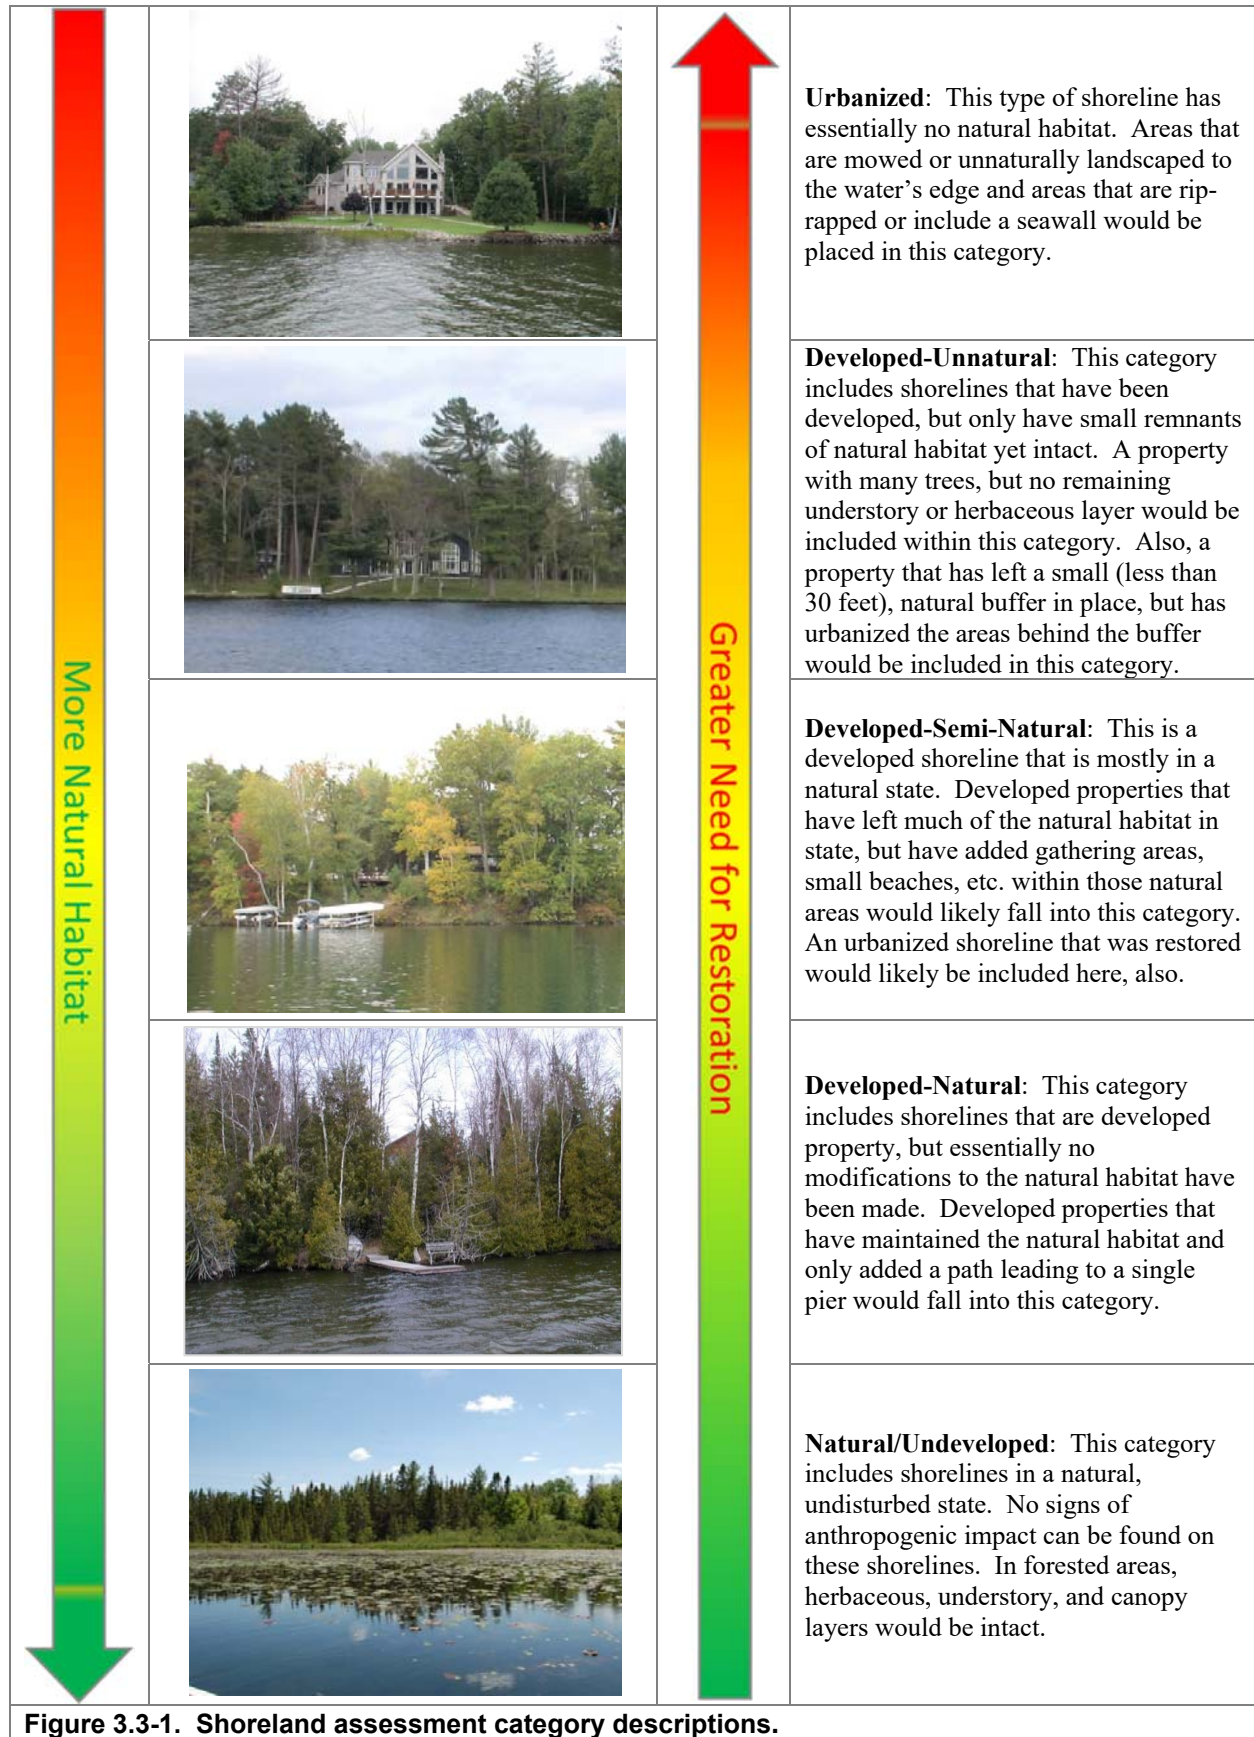 More Natural Habitat
Greater Need for Restoration
Urbanized:  This type of shoreline has
essentially no natural habitat.  Areas that
are mowed or unnaturally landscaped to
the water’s edge and areas that are rip-
rapped or include a seawall would be
placed in this category.
Developed-Unnatural:  This category
includes shorelines that have been
developed, but only have small remnants
of natural habitat yet intact.  A property
with many trees, but no remaining
understory or herbaceous layer would be
included within this category.  Also, a
property that has left a small (less than
30 feet), natural buffer in place, but has
urbanized the areas behind the buffer
would be included in this category.
Developed-Semi-Natural:  This is a
developed shoreline that is mostly in a
natural state.  Developed properties that
have left much of the natural habitat in
state, but have added gathering areas,
small beaches, etc. within those natural
areas would likely fall into this category.
An urbanized shoreline that was restored
would likely be included here, also.
Developed-Natural:  This category
includes shorelines that are developed
property, but essentially no
modifications to the natural habitat have
been made.  Developed properties that
have maintained the natural habitat and
only added a path leading to a single
pier would fall into this category.
Natural/Undeveloped:  This category
includes shorelines in a natural,
undisturbed state.  No signs of
anthropogenic impact can be found on
these shorelines.  In forested areas,
herbaceous, understory, and canopy
layers would be intact.
Figure 3.3-1.  Shoreland assessment category descriptions.